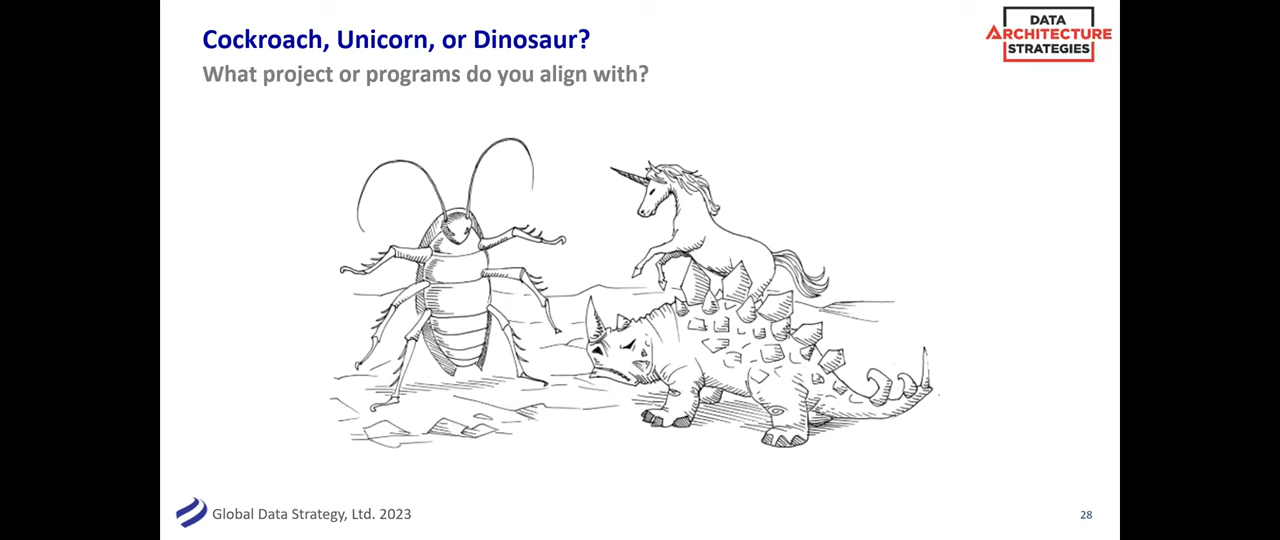 Cockroach, Unicorn, or Dinosaur?
What project or programs do you align with?
DATA
ARCHITECTURE
STRATEGIES
Global Data Strategy, Ltd. 2023
28